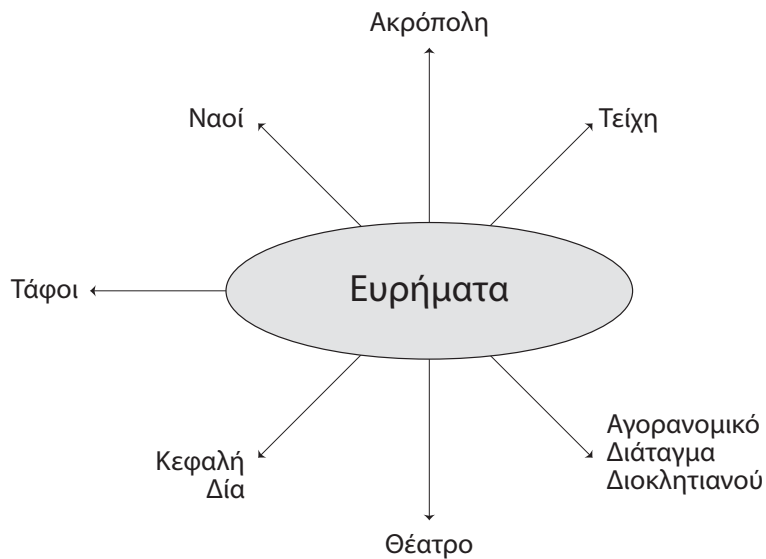 Ακρόπολη
Ναοί
Τείχη
Τάφοι
Ευρήματα
Κεφαλή
Δία
Αγορανομικό
Διάταγμα
Διοκλητιανού
Θέατρο